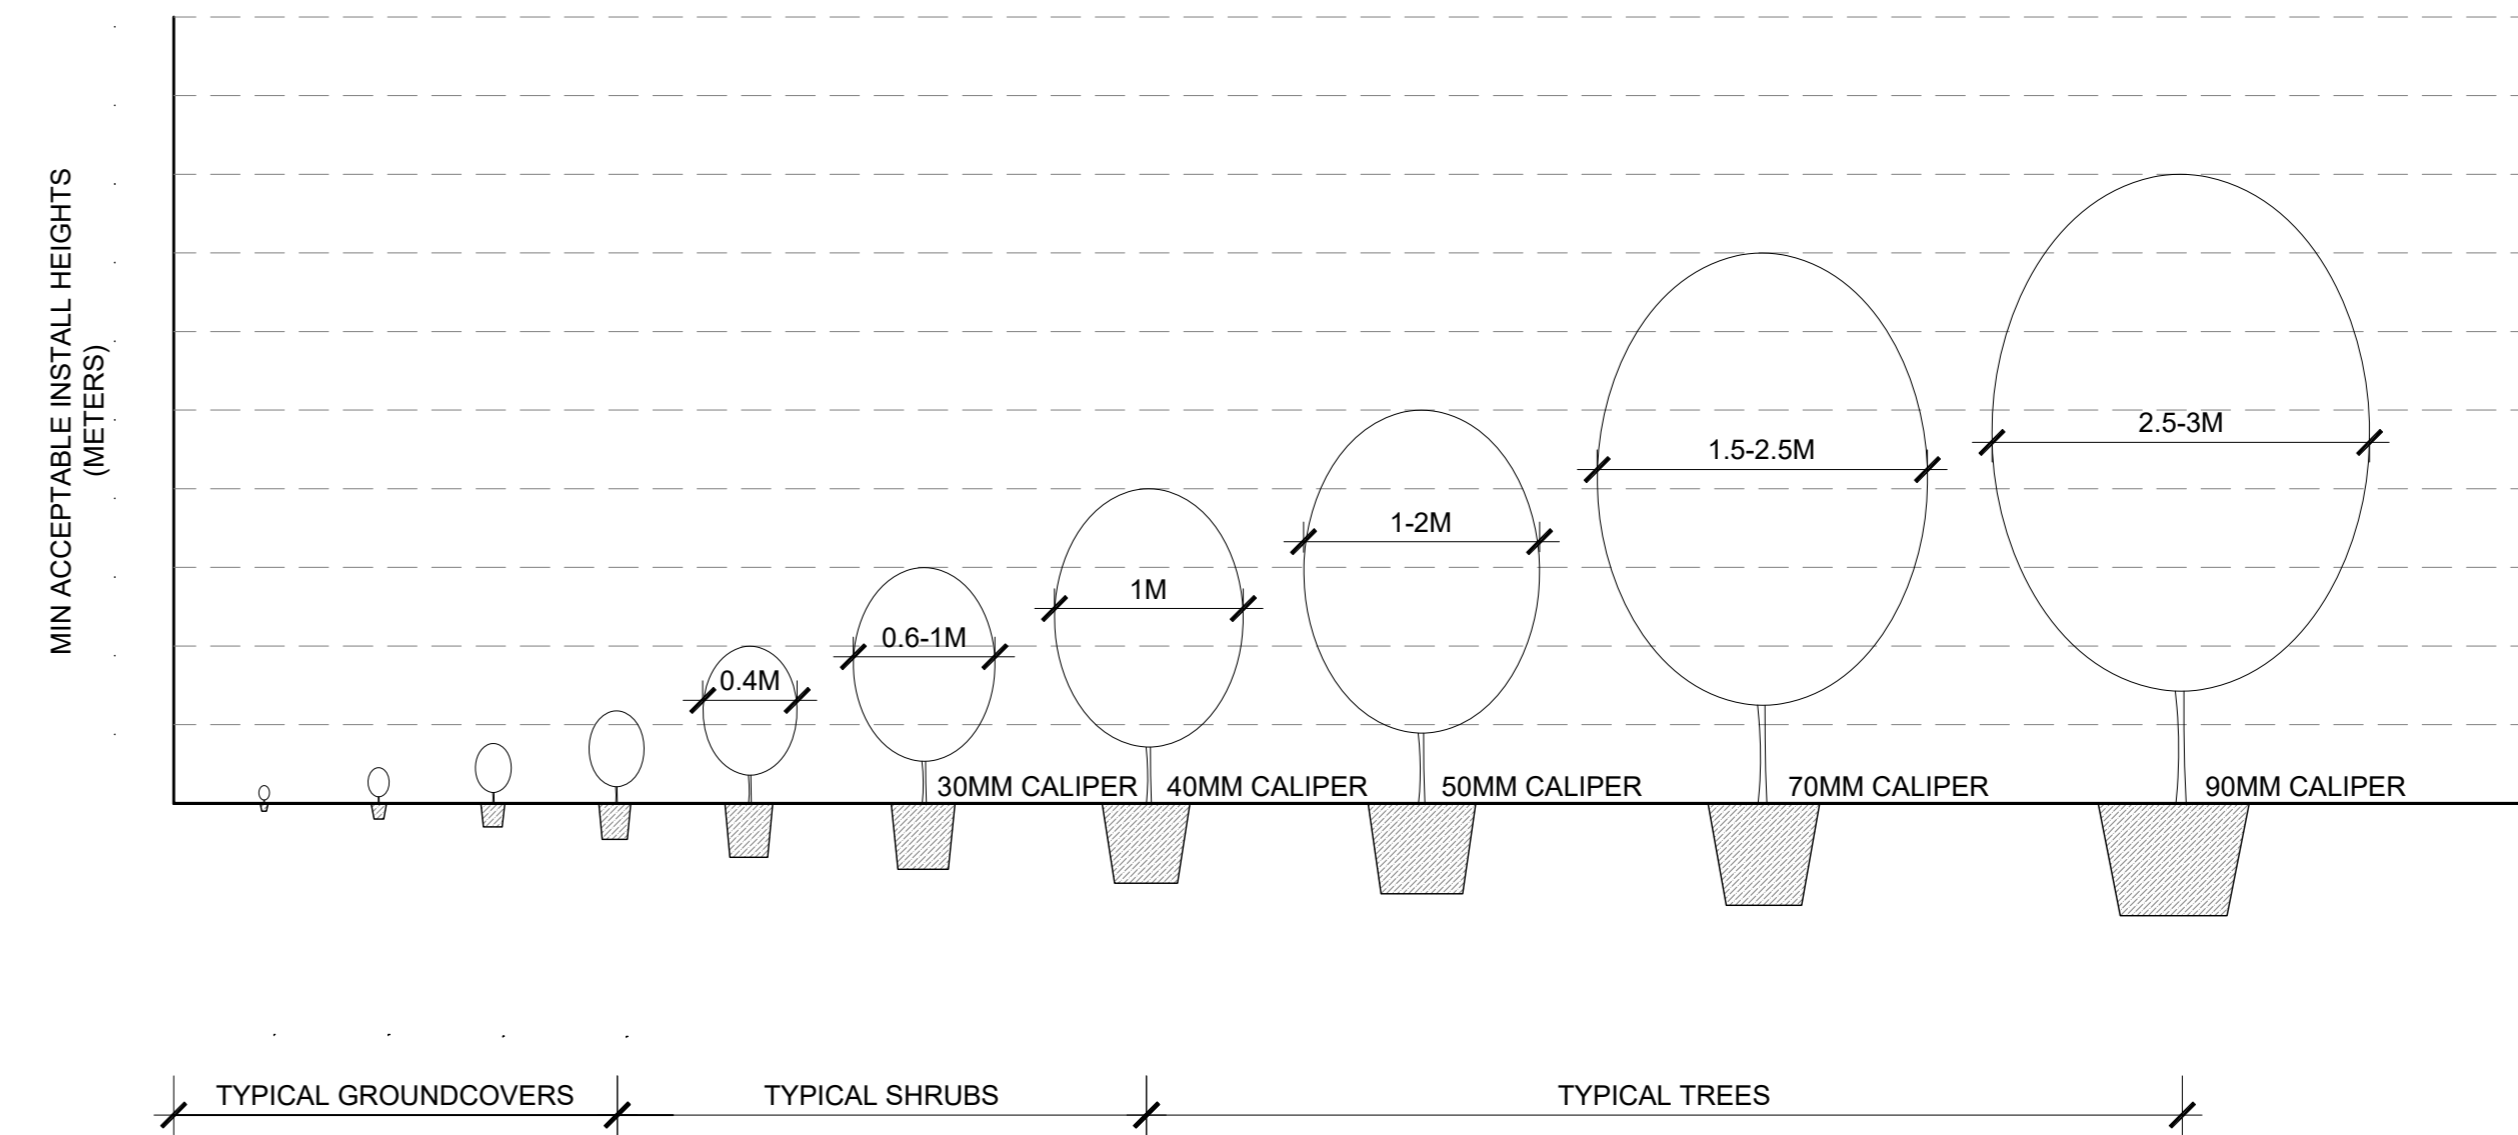 MIN ACCEPTABLE INSTALL HEIGHTS
(METERS)
2.5-3M
1.5-2.5M
1-2M
1M
0.6-1M
0.4M
30MM CALIPER
40MM CALIPER
50MM CALIPER
70MM CALIPER
90MM CALIPER
TYPICAL GROUNDCOVERS
TYPICAL SHRUBS
TYPICAL TREES